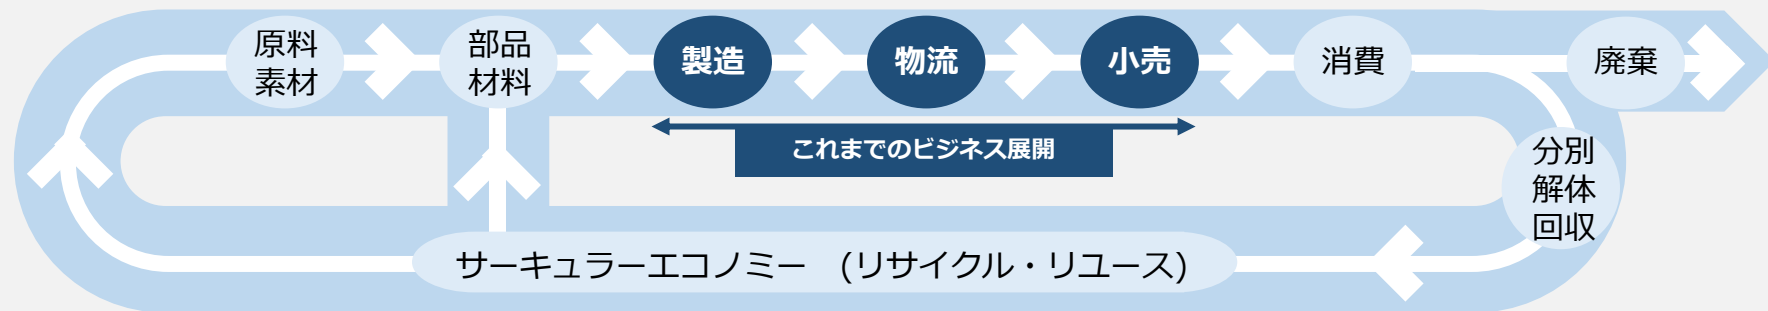 原料
素材
部品
材料
製造
物流
小売
消費
廃棄
これまでのビジネス展開
分別
解体
回収
サーキュラーエコノミー　(リサイクル・リユース)